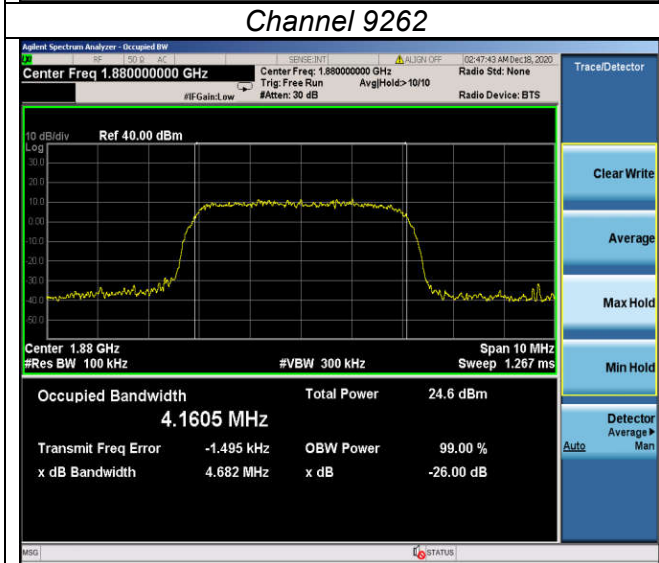 Channel 9262
Agilent Spectrum Analyzer - Occupied BW
RF 50 Ω AC SENSE:INT ALIGN OFF 02:47:43 AM Dec 18, 2020
Center Freq 1.880000000 GHz
Center Freq: 1.880000000 GHz Radio Std: None
Trig: Free Run Avg|Hold:>10/10
#IFGain:Low #Atten: 30 dB Radio Device: BTS
10 dB/div Ref 40.00 dBm
Log
30.0
20.0
10.0
0.00
-10.0
-20.0
-30.0
-40.0
-50.0
Center 1.88 GHz Span 10 MHz
#Res BW 100 kHz #VBW 300 kHz Sweep 1.267 ms
Occupied Bandwidth Total Power 24.6 dBm
4.1605 MHz
Transmit Freq Error -1.495 kHz OBW Power 99.00 %
x dB Bandwidth 4.682 MHz x dB -26.00 dB
MSG STATUS
Trace/Detector
Clear Write
Average
Max Hold
Min Hold
Detector
Average
Auto Man